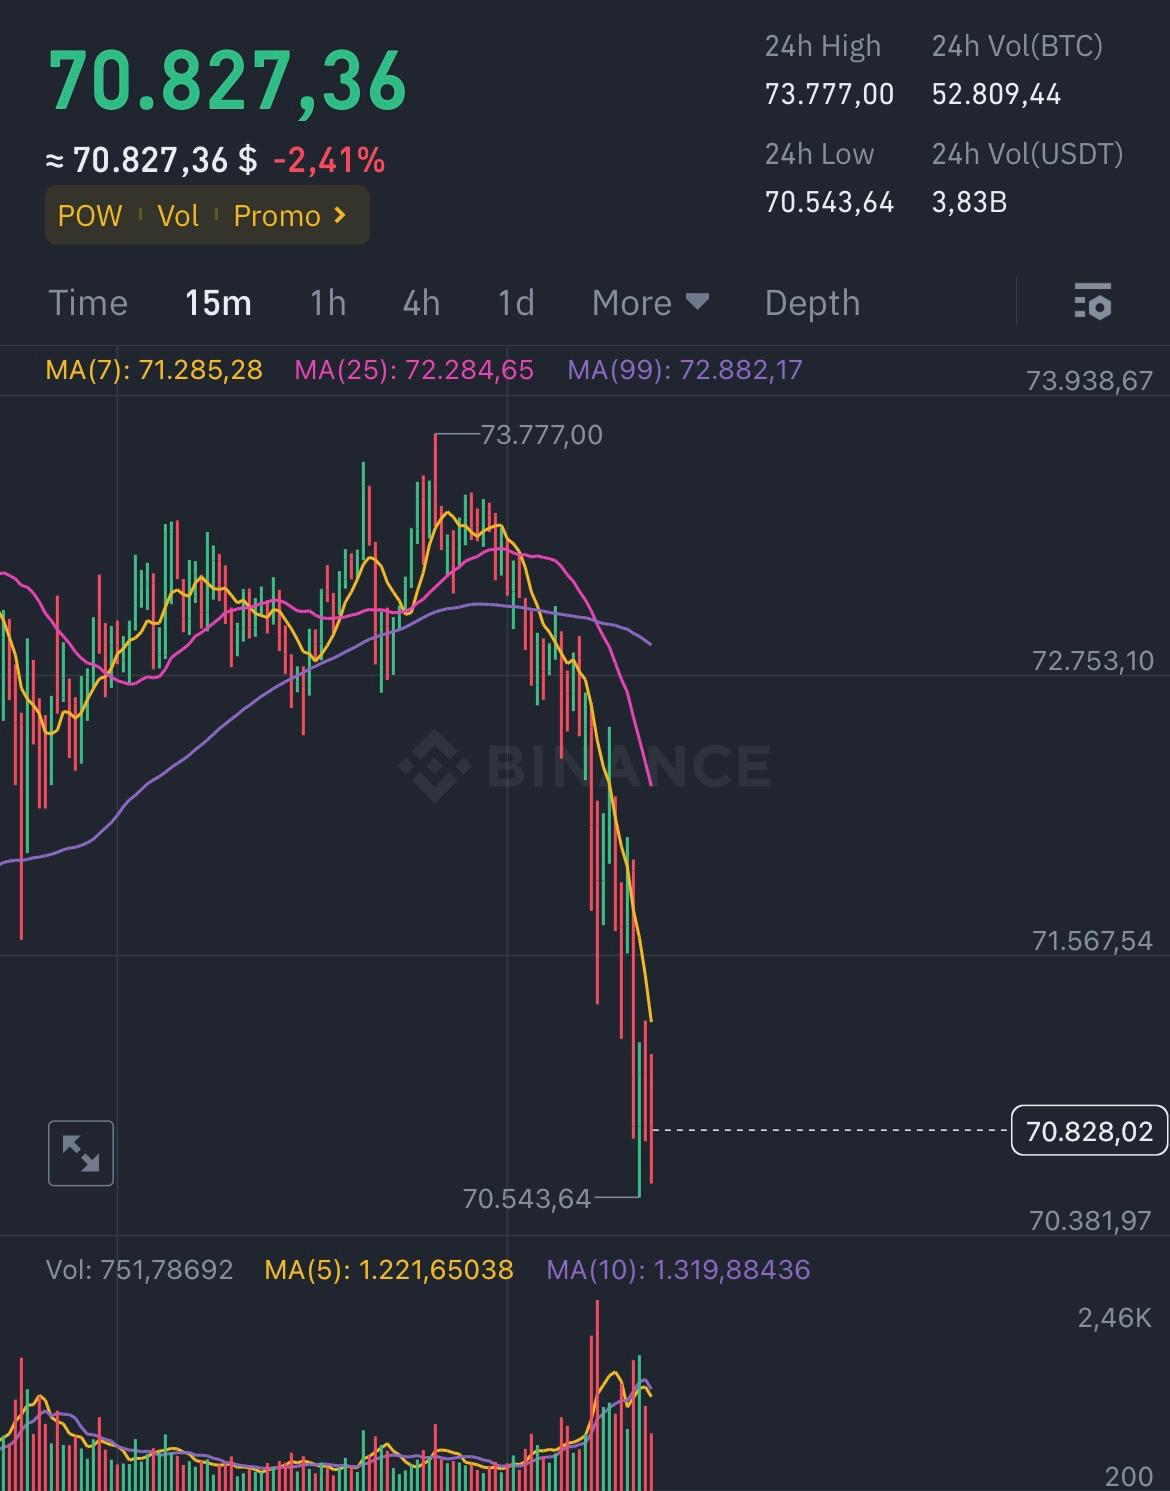 70.827,36
≈ 70.827,36 $ -2,41%
POW Vol Promo
24h High 24h Vol(BTC)
73.777,00 52.809,44
24h Low 24h Vol(USDT)
70.543,64 3,83B
Time 15m 1h 4h 1d More Depth
MA(7): 71.285,28 MA(25): 72.284,65 MA(99): 72.882,17
73.938,67
73.777,00
72.753,10
BINANCE
71.567,54
70.828,02
70.543,64
70.381,97
Vol: 751,78692 MA(5): 1.221,65038 MA(10): 1.319,88436
2,46K
200